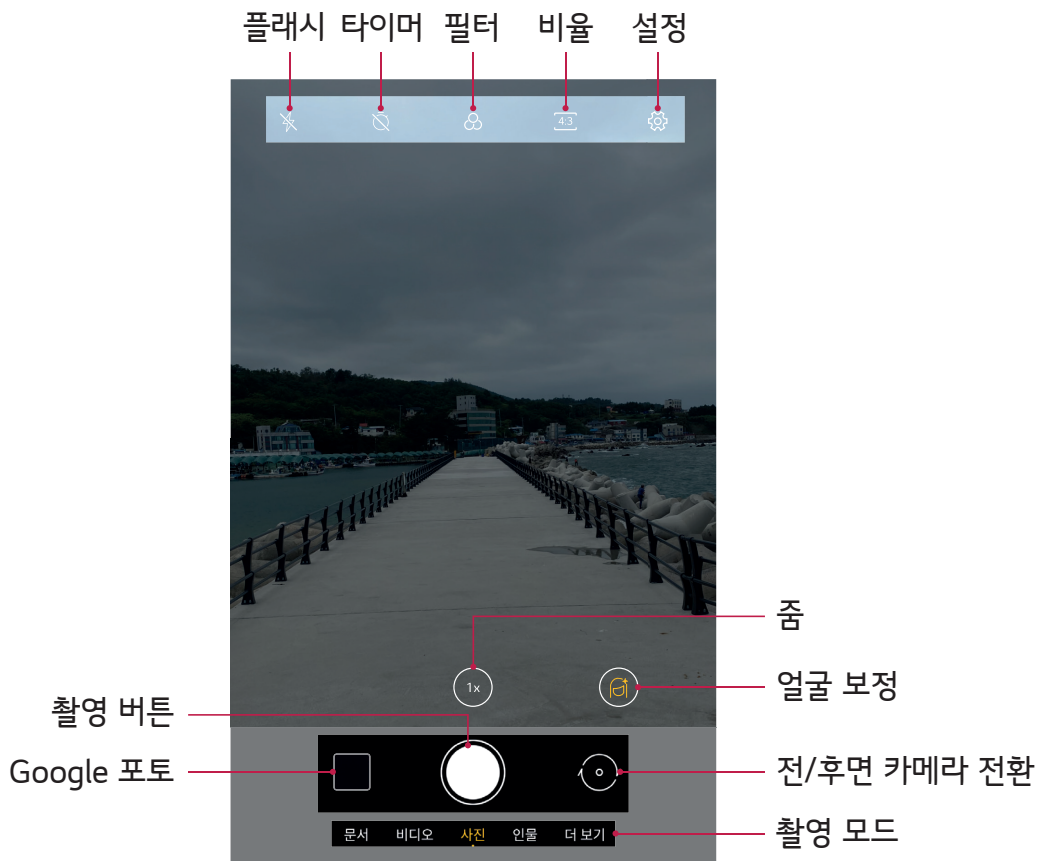 플래시 타이머 필터 비율 설정
4:3
줌
1x
얼굴 보정
촬영 버튼
Google 포토
전/후면 카메라 전환
문서 비디오 사진 인물 더 보기
촬영 모드